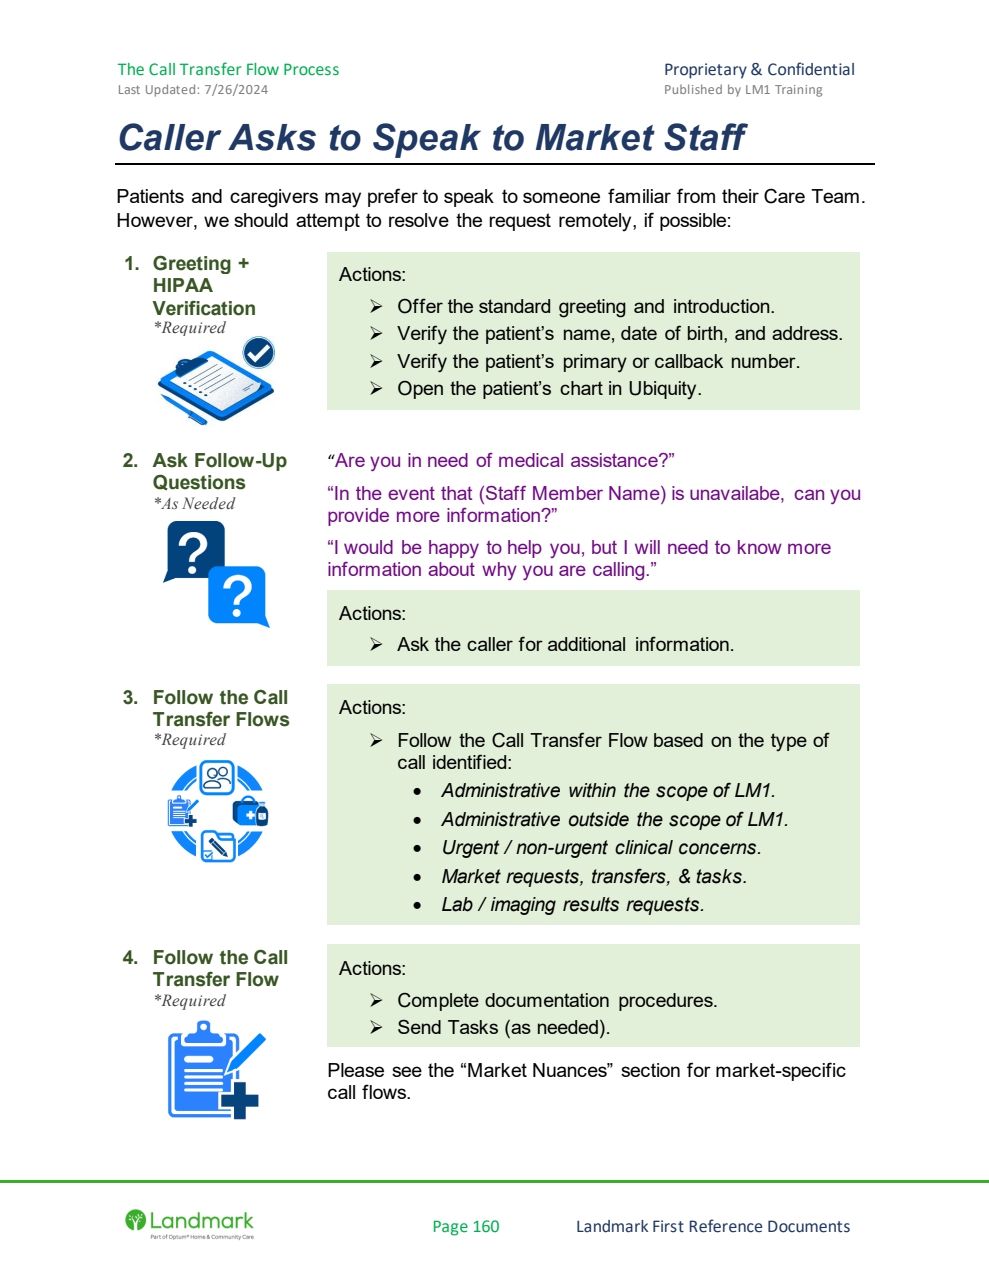 The Call Transfer Flow Process
Proprietary & Confidential
Last Updated: 7/26/2024
Published by LM1 Training
Caller Asks to Speak to Market Staff
Patients and caregivers may prefer to speak to someone familiar from their Care Team.
However, we should attempt to resolve the request remotely, if possible:
1. Greeting +
HIPAA
Verification
*Required
Actions:
➢ Offer the standard greeting and introduction.
➢ Verify the patient’s name, date of birth, and address.
➢ Verify the patient’s primary or callback number.
➢ Open the patient’s chart in Ubiquity.
2. Ask Follow-Up
Questions
*As Needed
“Are you in need of medical assistance?”
“In the event that (Staff Member Name) is unavailabe, can you
provide more information?”
“I would be happy to help you, but I will need to know more
information about why you are calling.”
Actions:
➢ Ask the caller for additional information.
3. Follow the Call
Transfer Flows
*Required
Actions:
➢ Follow the Call Transfer Flow based on the type of
call identified:
• Administrative within the scope of LM1.
• Administrative outside the scope of LM1.
• Urgent / non-urgent clinical concerns.
• Market requests, transfers, & tasks.
• Lab / imaging results requests.
4. Follow the Call
Transfer Flow
*Required
Actions:
➢ Complete documentation procedures.
➢ Send Tasks (as needed).
Please see the “Market Nuances” section for market-specific
call flows.
Landmark
Part of Optum® Home & Community Care
Page 160
Landmark First Reference Documents